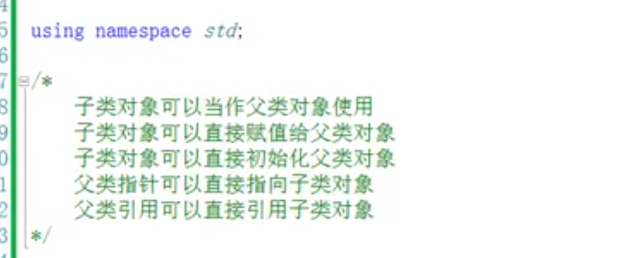 4
5 using namespace std;
6
7 /*
8 子类对象可以当作父类对象使用
9 子类对象可以直接赋值给父类对象
0 子类对象可以直接初始化父类对象
1 父类指针可以直接指向子类对象
2 父类引用可以直接引用子类对象
3 */